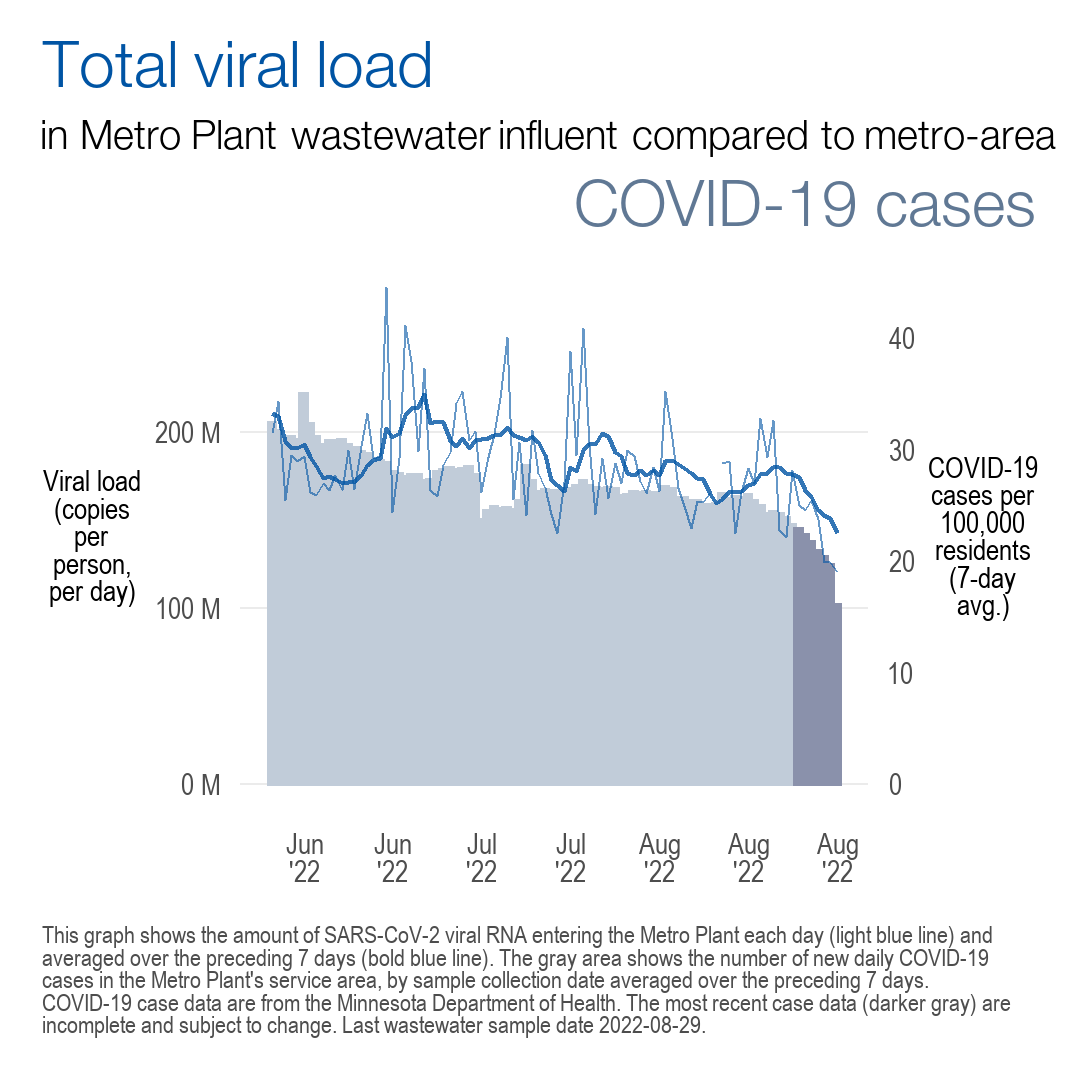 Total viral load
in Metro Plant wastewater influent compared to metro-area
COVID-19 cases
40
200 M
30
Viral load
(copies
per
person,
per day)
COVID-19
cases per
100,000
residents
(7-day
avg.)
20
100 M
10
0 M
0
Jun
'22
Jun
'22
Jul
'22
Jul
'22
Aug
'22
Aug
'22
Aug
'22
This graph shows the amount of SARS-CoV-2 viral RNA entering the Metro Plant each day (light blue line) and
averaged over the preceding 7 days (bold blue line). The gray area shows the number of new daily COVID-19
cases in the Metro Plant's service area, by sample collection date averaged over the preceding 7 days.
COVID-19 case data are from the Minnesota Department of Health. The most recent case data (darker gray) are
incomplete and subject to change. Last wastewater sample date 2022-08-29.